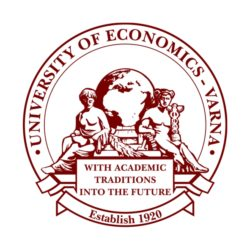 • UNIVERSITY OF ECONOMICS - VARNA •
WITH ACADEMIC
TRADITIONS
INTO THE FUTURE
Establish 1920